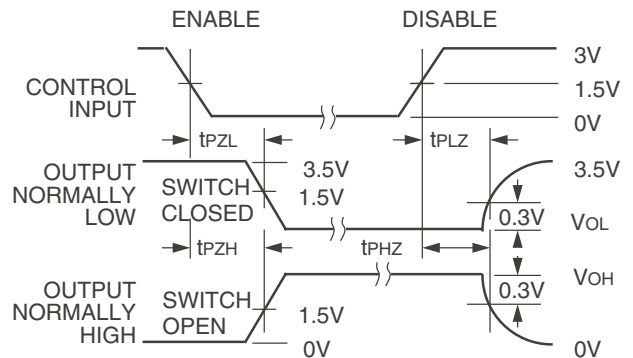 ENABLE
DISABLE
CONTROL
INPUT
3V
1.5V
0V
tPZL
tPLZ
OUTPUT
NORMALLY
LOW
SWITCH
CLOSED
3.5V
1.5V
3.5V
0.3V
VOL
tPZH
tPHZ
OUTPUT
NORMALLY
HIGH
SWITCH
OPEN
1.5V
0V
VOH
0.3V
0V